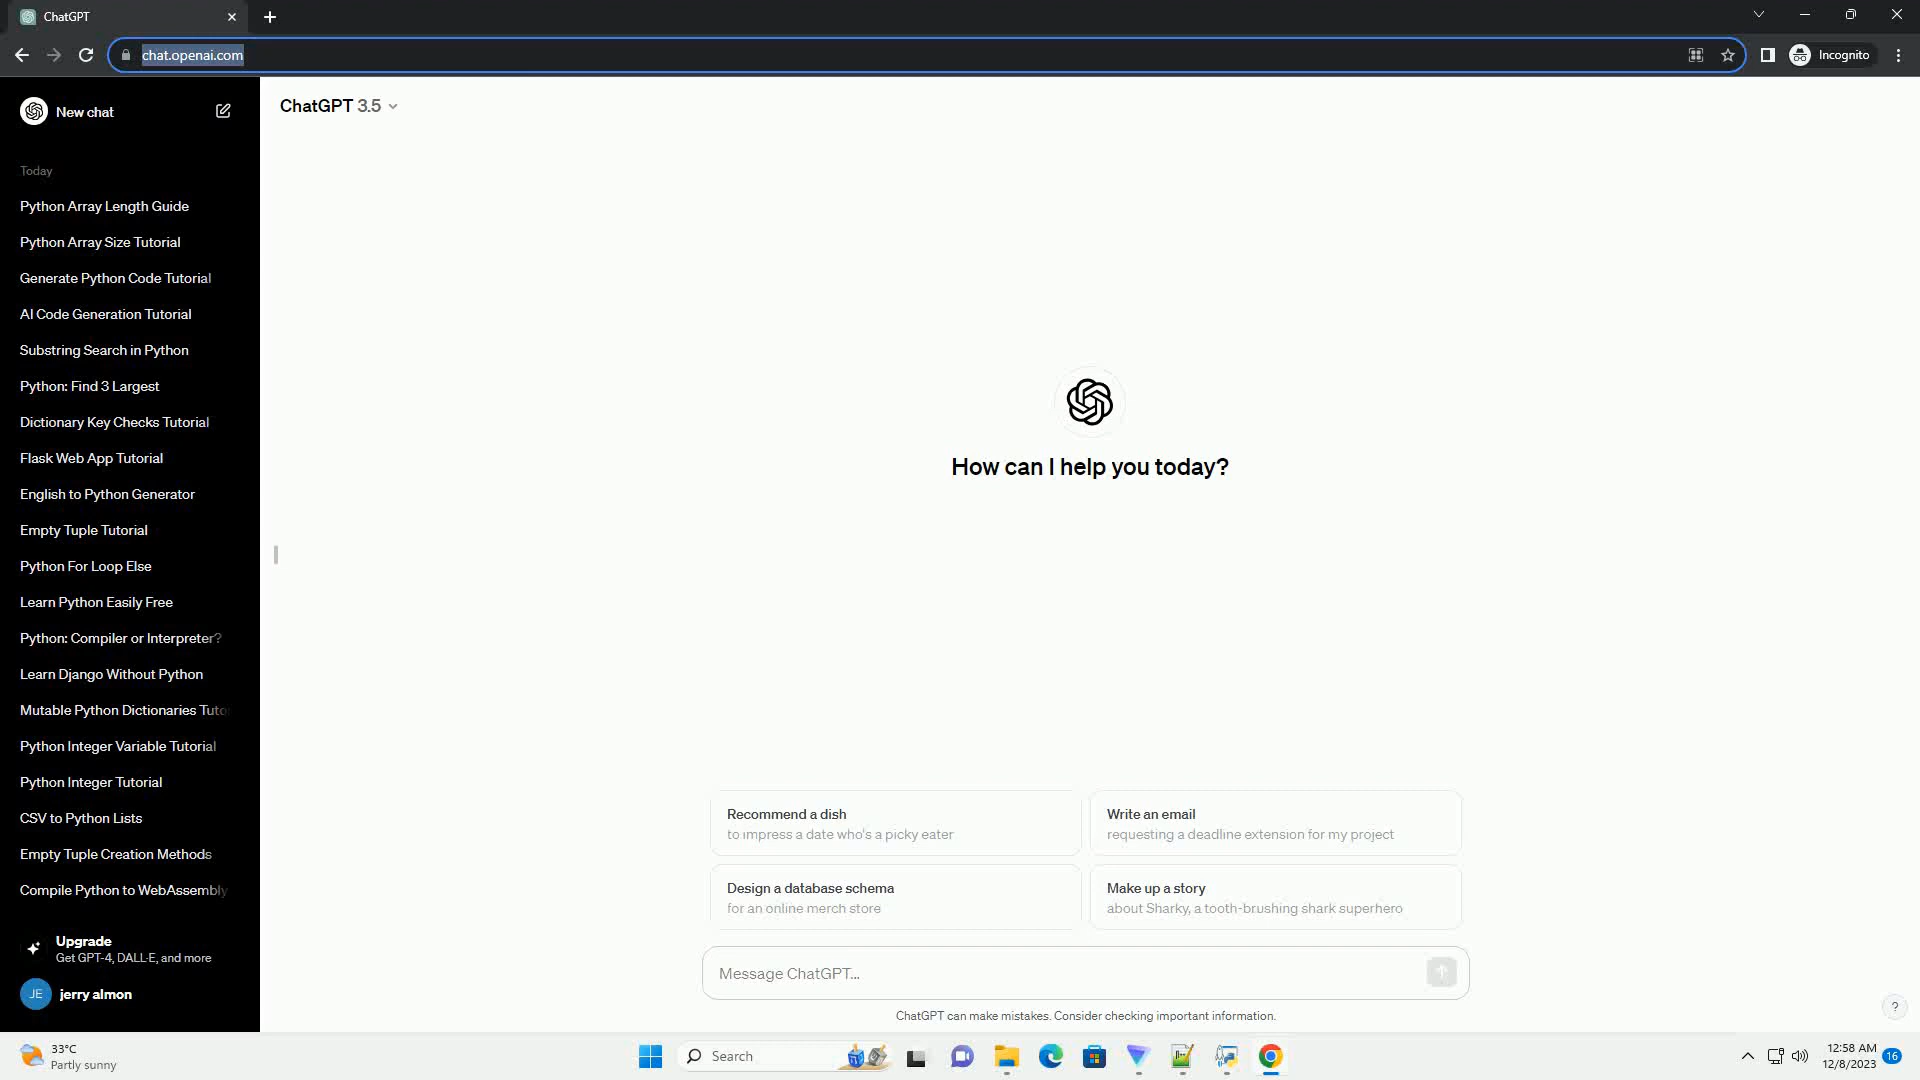 ChatGPT
chat.openai.com
Incognito
New chat
ChatGPT 3.5
Today
Python Array Length Guide
Python Array Size Tutorial
Generate Python Code Tutorial
AI Code Generation Tutorial
Substring Search in Python
Python: Find 3 Largest
Dictionary Key Checks Tutorial
Flask Web App Tutorial
English to Python Generator
Empty Tuple Tutorial
Python For Loop Else
Learn Python Easily Free
Python: Compiler or Interpreter?
Learn Django Without Python
Mutable Python Dictionaries Tuto
Python Integer Variable Tutorial
Python Integer Tutorial
CSV to Python Lists
Empty Tuple Creation Methods
Compile Python to WebAssembly
Upgrade
Get GPT-4, DALL·E, and more
JE
jerry almon
How can I help you today?
Recommend a dish
to impress a date who's a picky eater
Write an email
requesting a deadline extension for my project
Design a database schema
for an online merch store
Make up a story
about Sharky, a tooth-brushing shark superhero
Message ChatGPT...
ChatGPT can make mistakes. Consider checking important information.
?
33°C
Partly sunny
Search
12:58 AM
12/8/2023
16